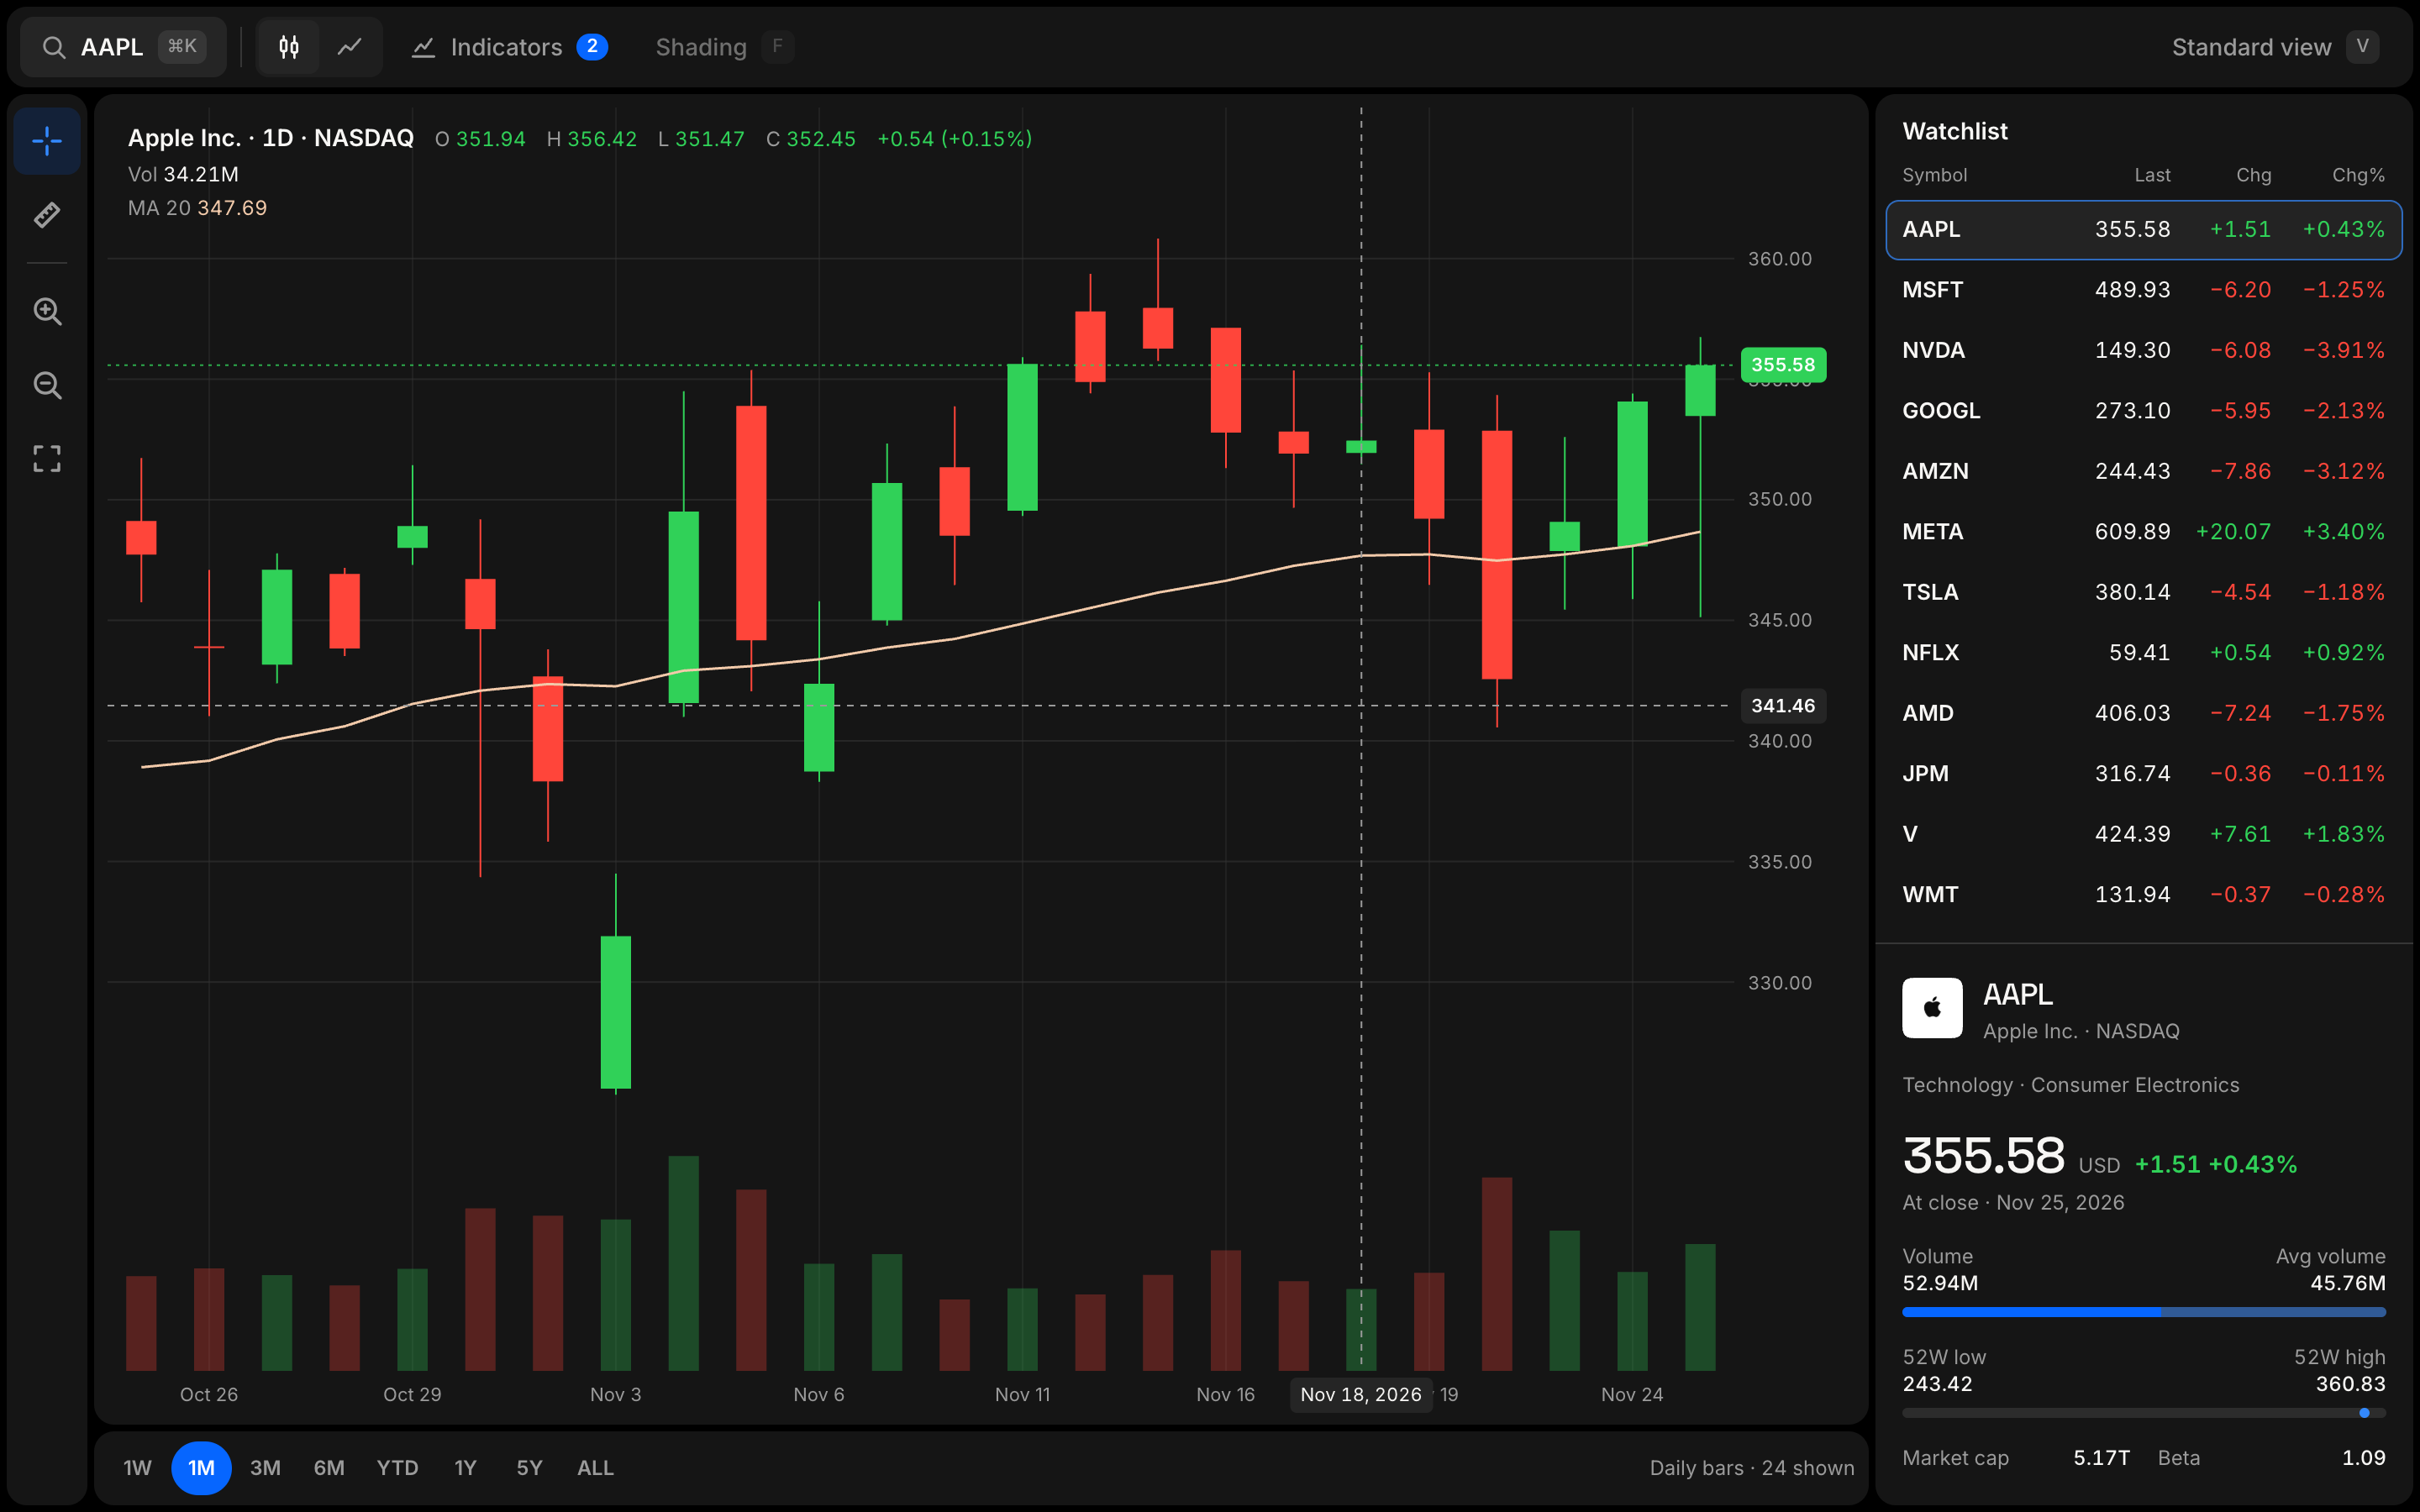 AAPL ⌘K Indicators 2 Shading F Standard view V
Apple Inc. · 1D · NASDAQ O 351.94 H 356.42 L 351.47 C 352.45 +0.54 (+0.15%)
Vol 34.21M
MA 20 347.69
360.00
355.58
350.00
345.00
341.46
340.00
335.00
330.00
Oct 26 Oct 29 Nov 3 Nov 6 Nov 11 Nov 16 Nov 18, 2026 19 Nov 24
1W 1M 3M 6M YTD 1Y 5Y ALL Daily bars · 24 shown
Watchlist
Symbol Last Chg Chg%
AAPL 355.58 +1.51 +0.43%
MSFT 489.93 −6.20 −1.25%
NVDA 149.30 −6.08 −3.91%
GOOGL 273.10 −5.95 −2.13%
AMZN 244.43 −7.86 −3.12%
META 609.89 +20.07 +3.40%
TSLA 380.14 −4.54 −1.18%
NFLX 59.41 +0.54 +0.92%
AMD 406.03 −7.24 −1.75%
JPM 316.74 −0.36 −0.11%
V 424.39 +7.61 +1.83%
WMT 131.94 −0.37 −0.28%
AAPL
Apple Inc. · NASDAQ
Technology · Consumer Electronics
355.58 USD +1.51 +0.43%
At close · Nov 25, 2026
Volume Avg volume
52.94M 45.76M
52W low 52W high
243.42 360.83
Market cap 5.17T Beta 1.09